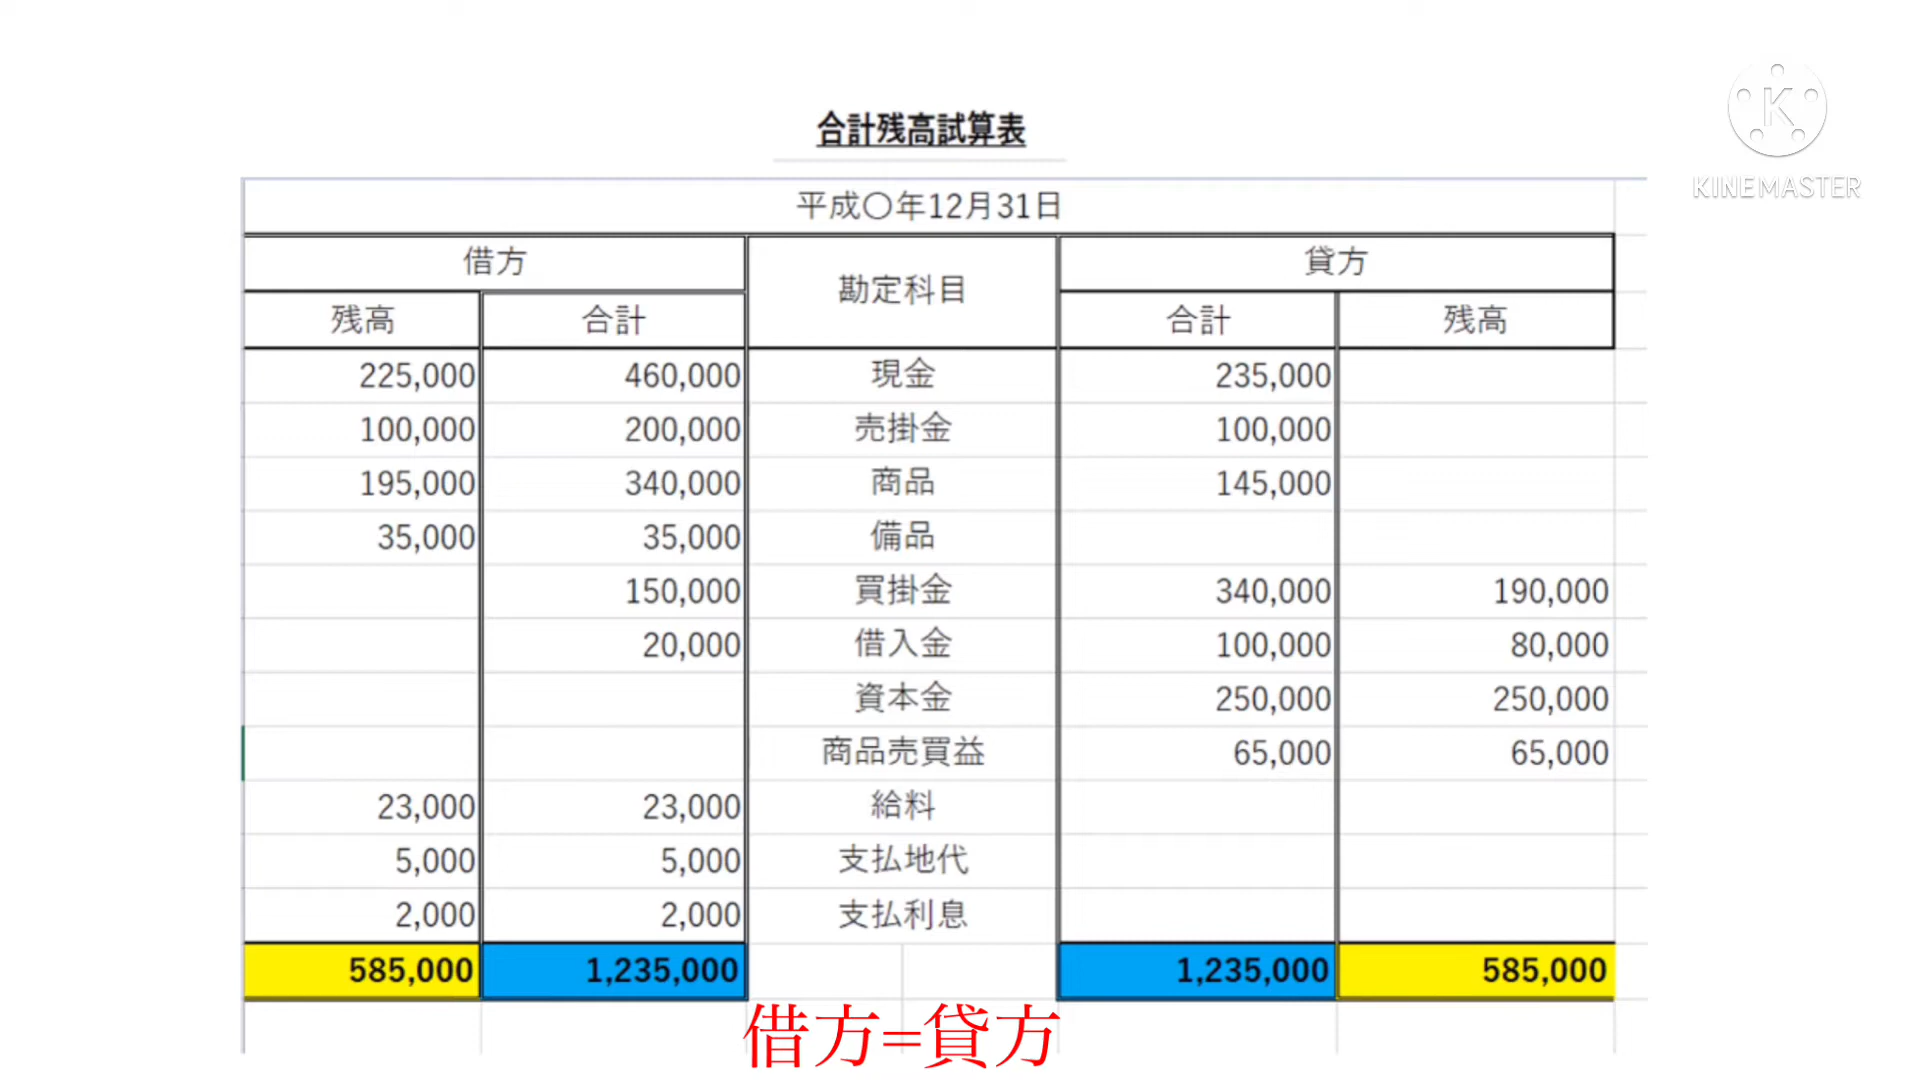 合計残高試算表
KINEMASTER
平成〇年12月31日
借方 勘定科目 貸方
残高 合計 合計 残高
225,000 460,000 現金 235,000
100,000 200,000 売掛金 100,000
195,000 340,000 商品 145,000
35,000 35,000 備品
150,000 買掛金 340,000 190,000
20,000 借入金 100,000 80,000
資本金 250,000 250,000
商品売買益 65,000 65,000
23,000 23,000 給料
5,000 5,000 支払地代
2,000 2,000 支払利息
585,000 1,235,000 1,235,000 585,000
借方=貸方